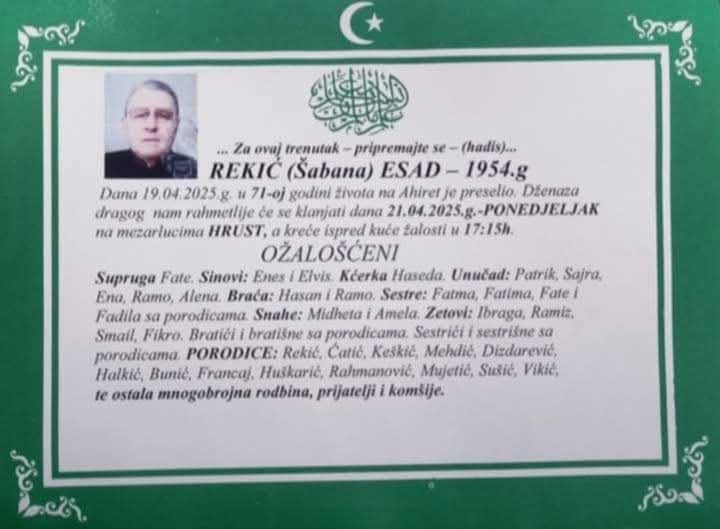 ... Za ovaj trenutak – pripremajte se – (hadis)...
REKIĆ (Šabana) ESAD – 1954.g
Dana 19.04.2025.g. u 71-oj godini života na Ahiret je preselio. Dženaza
dragog nam rahmetlije će se klanjati dana 21.04.2025.g.-PONEDJELJAK
na mezarlucima HRUST, a kreće ispred kuće žalosti u 17:15h.
OŽALOŠĆENI
Supruga Fate. Sinovi: Enes i Elvis. Kćerka Haseda. Unučad: Patrik, Sajra,
Ena, Ramo, Alena. Braća: Hasan i Ramo. Sestre: Fatma, Fatima, Fate i
Fadila sa porodicama. Snahe: Midheta i Amela. Zetovi: Ibraga, Ramiz,
Smail, Fikro. Bratići i bratišne sa porodicama. Sestrići i sestrišne sa
porodicama. PORODICE: Rekić, Ćatić, Keškić, Mehdić, Dizdarević,
Halkić, Bunić, Francaj, Huškarić, Rahmanović, Mujetić, Sušić, Vikić,
te ostala mnogobrojna rodbina, prijatelji i komšije.